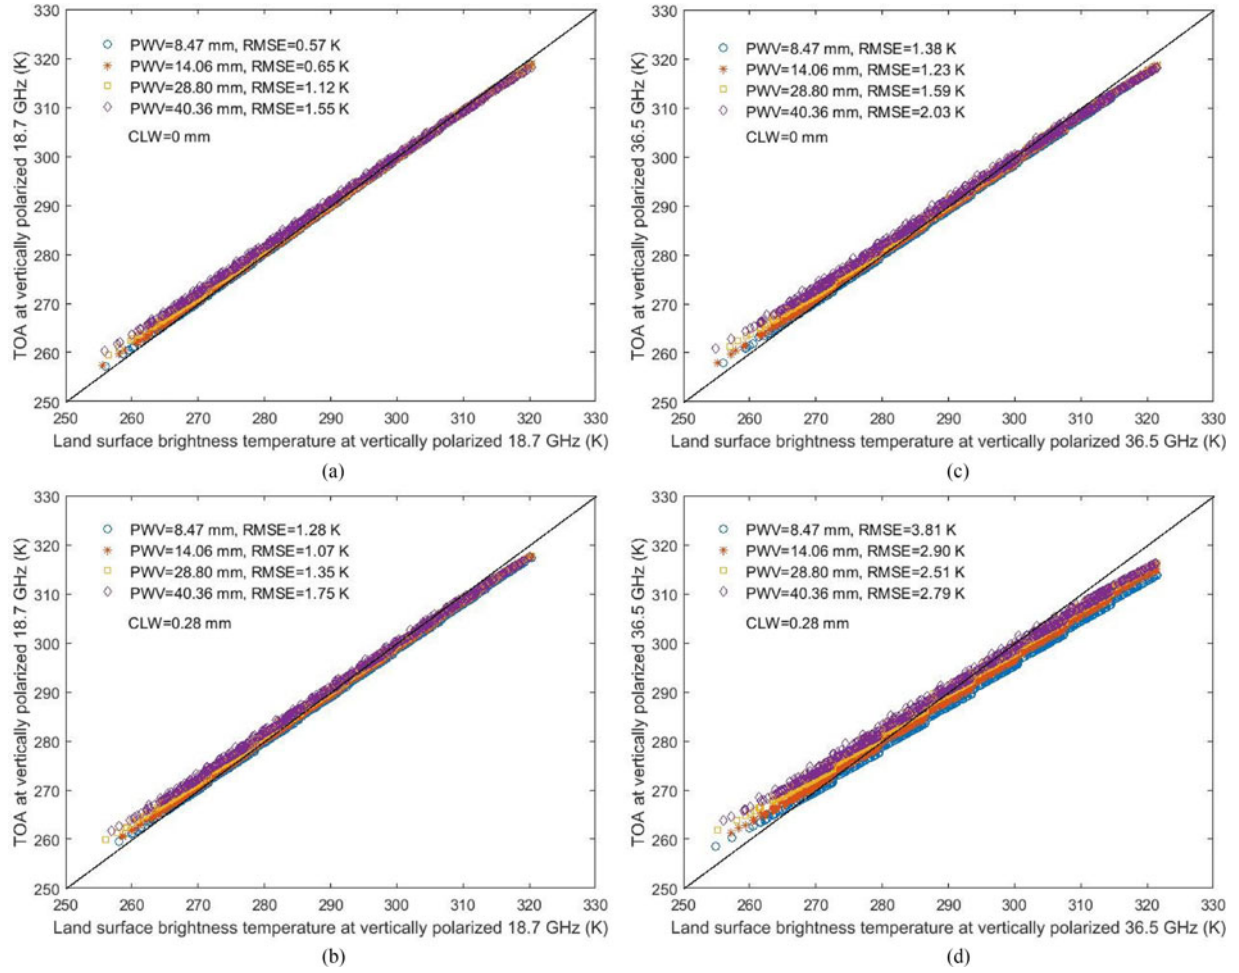 330
320
310
300
290
280
270
260
250
TOA at vertically polarized 18.7 GHz (K)
PWV=8.47 mm, RMSE=0.57 K
PWV=14.06 mm, RMSE=0.65 K
PWV=28.80 mm, RMSE=1.12 K
PWV=40.36 mm, RMSE=1.55 K
CLW=0 mm
250 260 270 280 290 300 310 320 330
Land surface brightness temperature at vertically polarized 18.7 GHz (K)
(a)
330
320
310
300
290
280
270
260
250
TOA at vertically polarized 36.5 GHz (K)
PWV=8.47 mm, RMSE=1.38 K
PWV=14.06 mm, RMSE=1.23 K
PWV=28.80 mm, RMSE=1.59 K
PWV=40.36 mm, RMSE=2.03 K
CLW=0 mm
250 260 270 280 290 300 310 320 330
Land surface brightness temperature at vertically polarized 36.5 GHz (K)
(c)
330
320
310
300
290
280
270
260
250
TOA at vertically polarized 18.7 GHz (K)
PWV=8.47 mm, RMSE=1.28 K
PWV=14.06 mm, RMSE=1.07 K
PWV=28.80 mm, RMSE=1.35 K
PWV=40.36 mm, RMSE=1.75 K
CLW=0.28 mm
250 260 270 280 290 300 310 320 330
Land surface brightness temperature at vertically polarized 18.7 GHz (K)
(b)
330
320
310
300
290
280
270
260
250
TOA at vertically polarized 36.5 GHz (K)
PWV=8.47 mm, RMSE=3.81 K
PWV=14.06 mm, RMSE=2.90 K
PWV=28.80 mm, RMSE=2.51 K
PWV=40.36 mm, RMSE=2.79 K
CLW=0.28 mm
250 260 270 280 290 300 310 320 330
Land surface brightness temperature at vertically polarized 36.5 GHz (K)
(d)